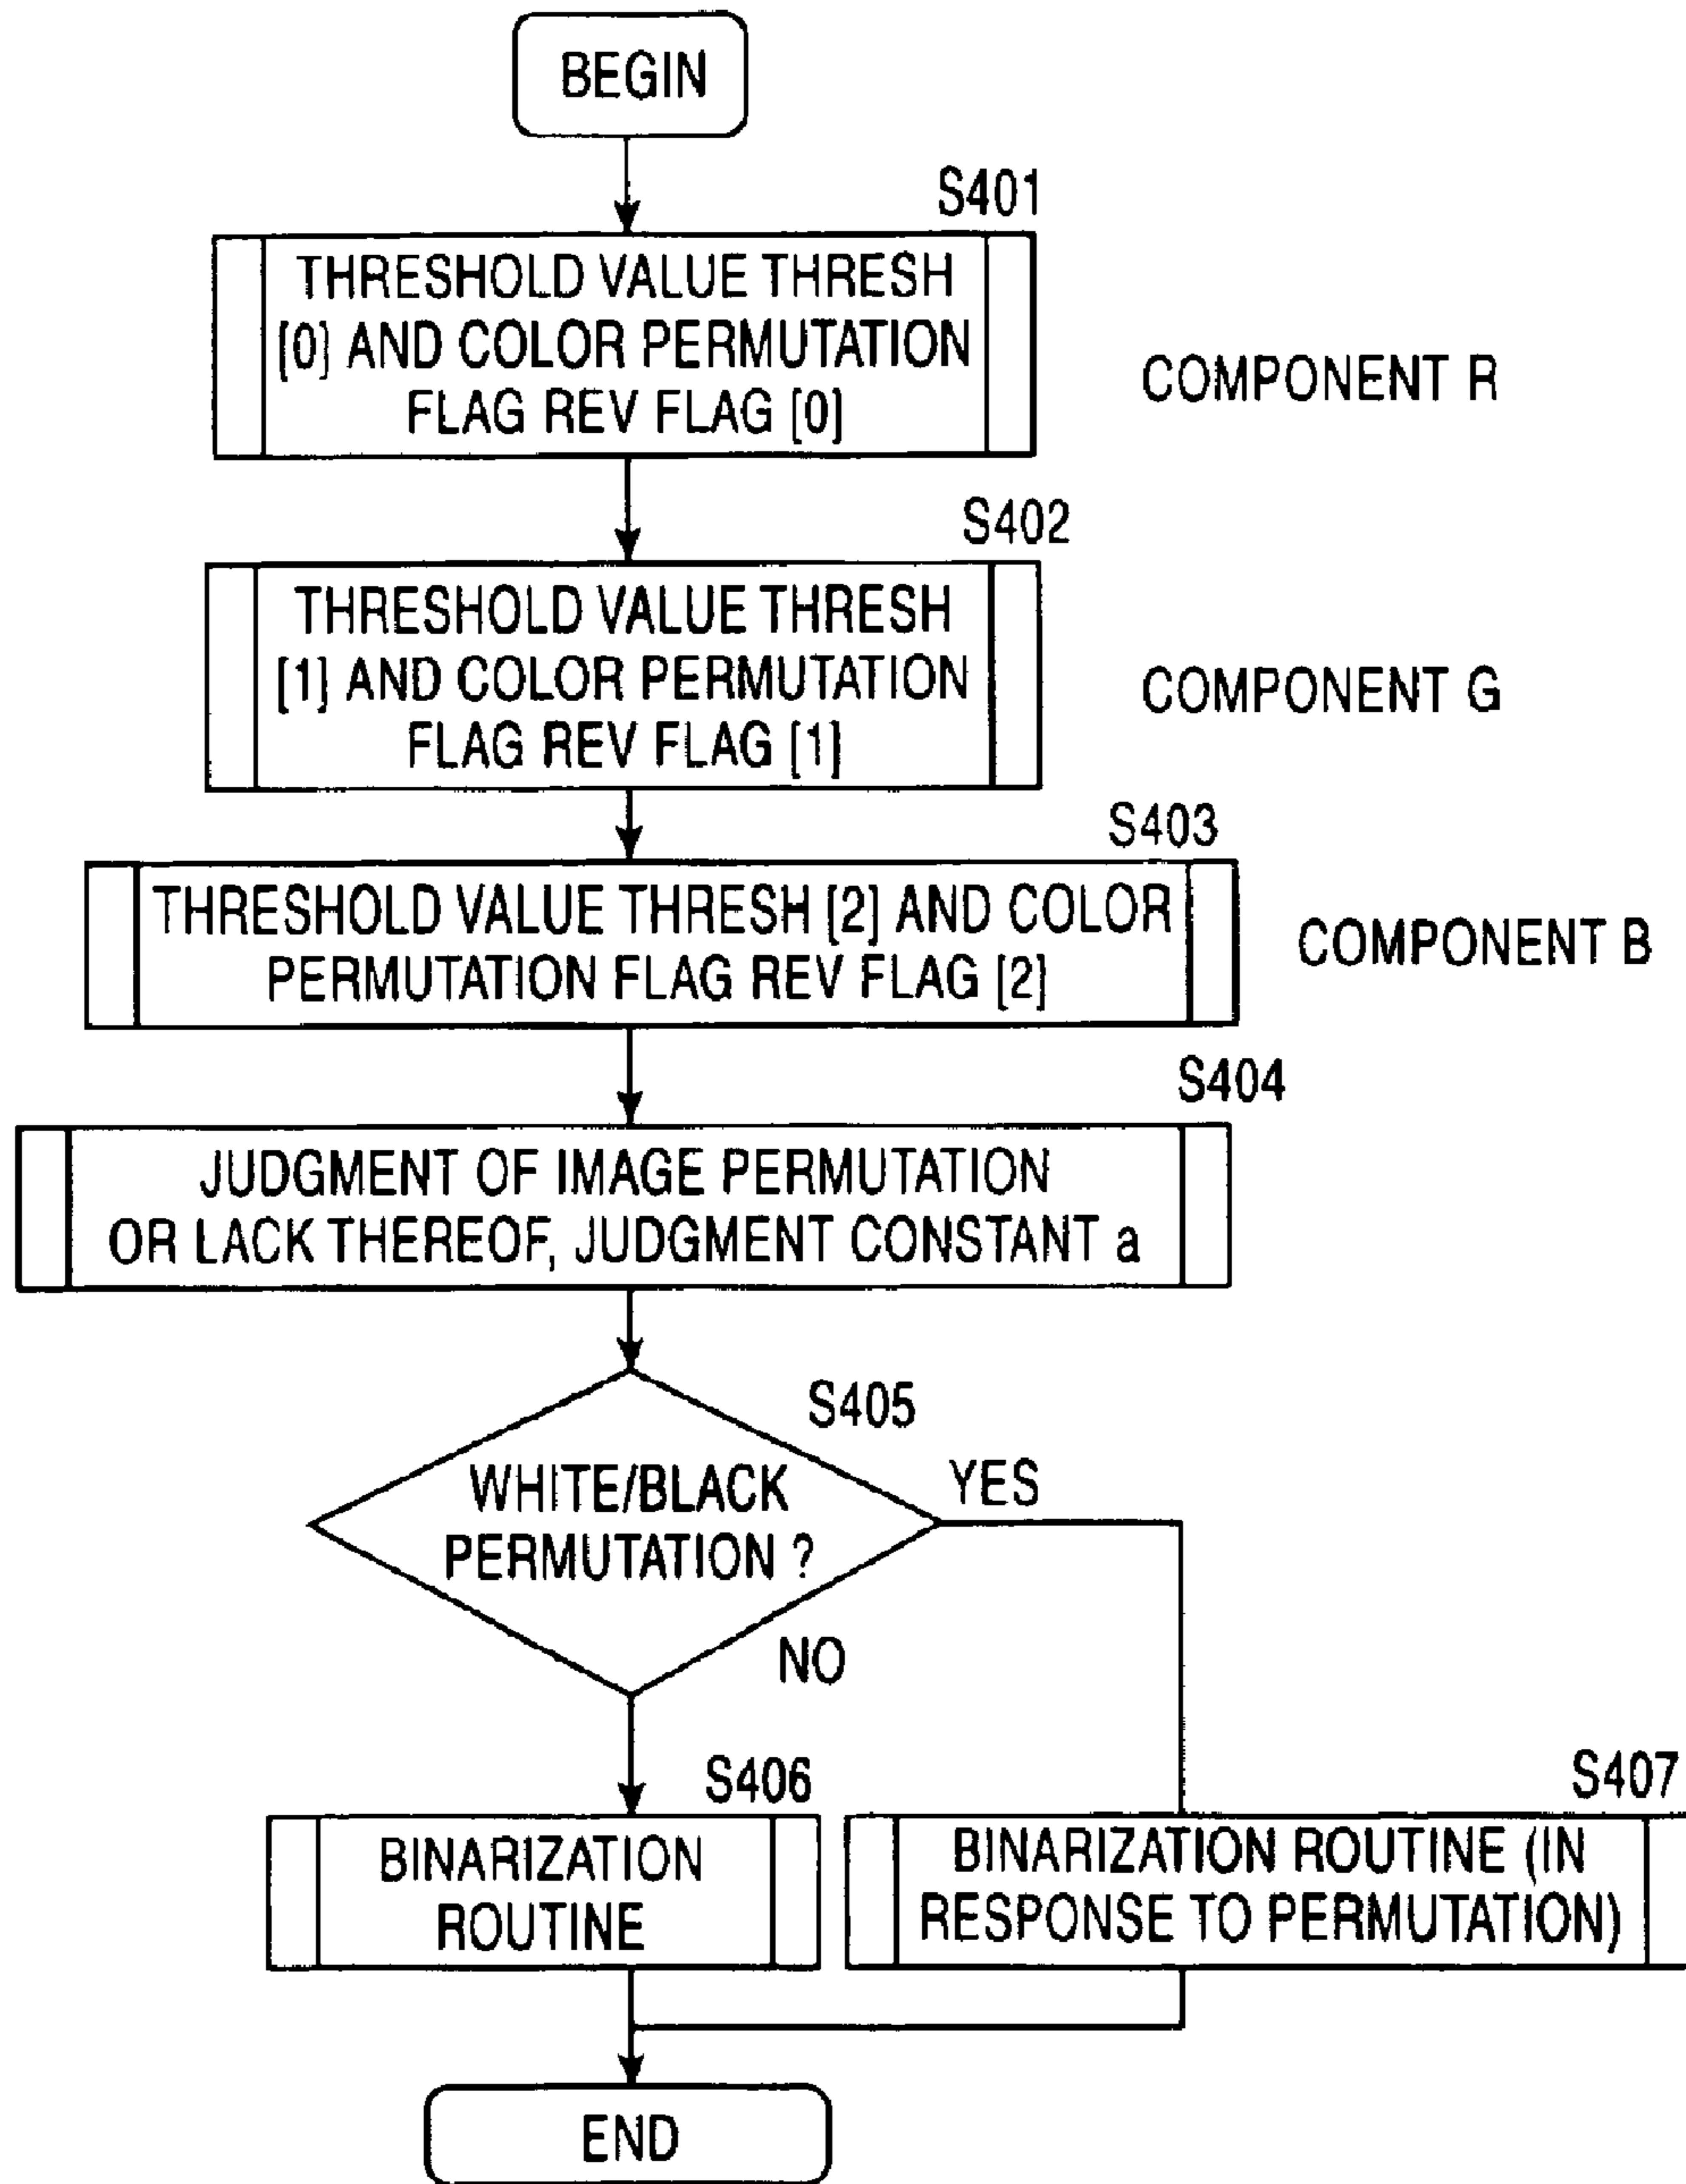 BEGIN
S401
THRESHOLD VALUE THRESH
[0] AND COLOR PERMUTATION
FLAG REV FLAG [0]
COMPONENT R
S402
THRESHOLD VALUE THRESH
[1] AND COLOR PERMUTATION
FLAG REV FLAG [1]
COMPONENT G
S403
THRESHOLD VALUE THRESH [2] AND COLOR
PERMUTATION FLAG REV FLAG [2]
COMPONENT B
S404
JUDGMENT OF IMAGE PERMUTATION
OR LACK THEREOF, JUDGMENT CONSTANT a
S405
WHITE/BLACK
PERMUTATION ?
YES
NO
S406
BINARIZATION
ROUTINE
S407
BINARIZATION ROUTINE (IN
RESPONSE TO PERMUTATION)
END